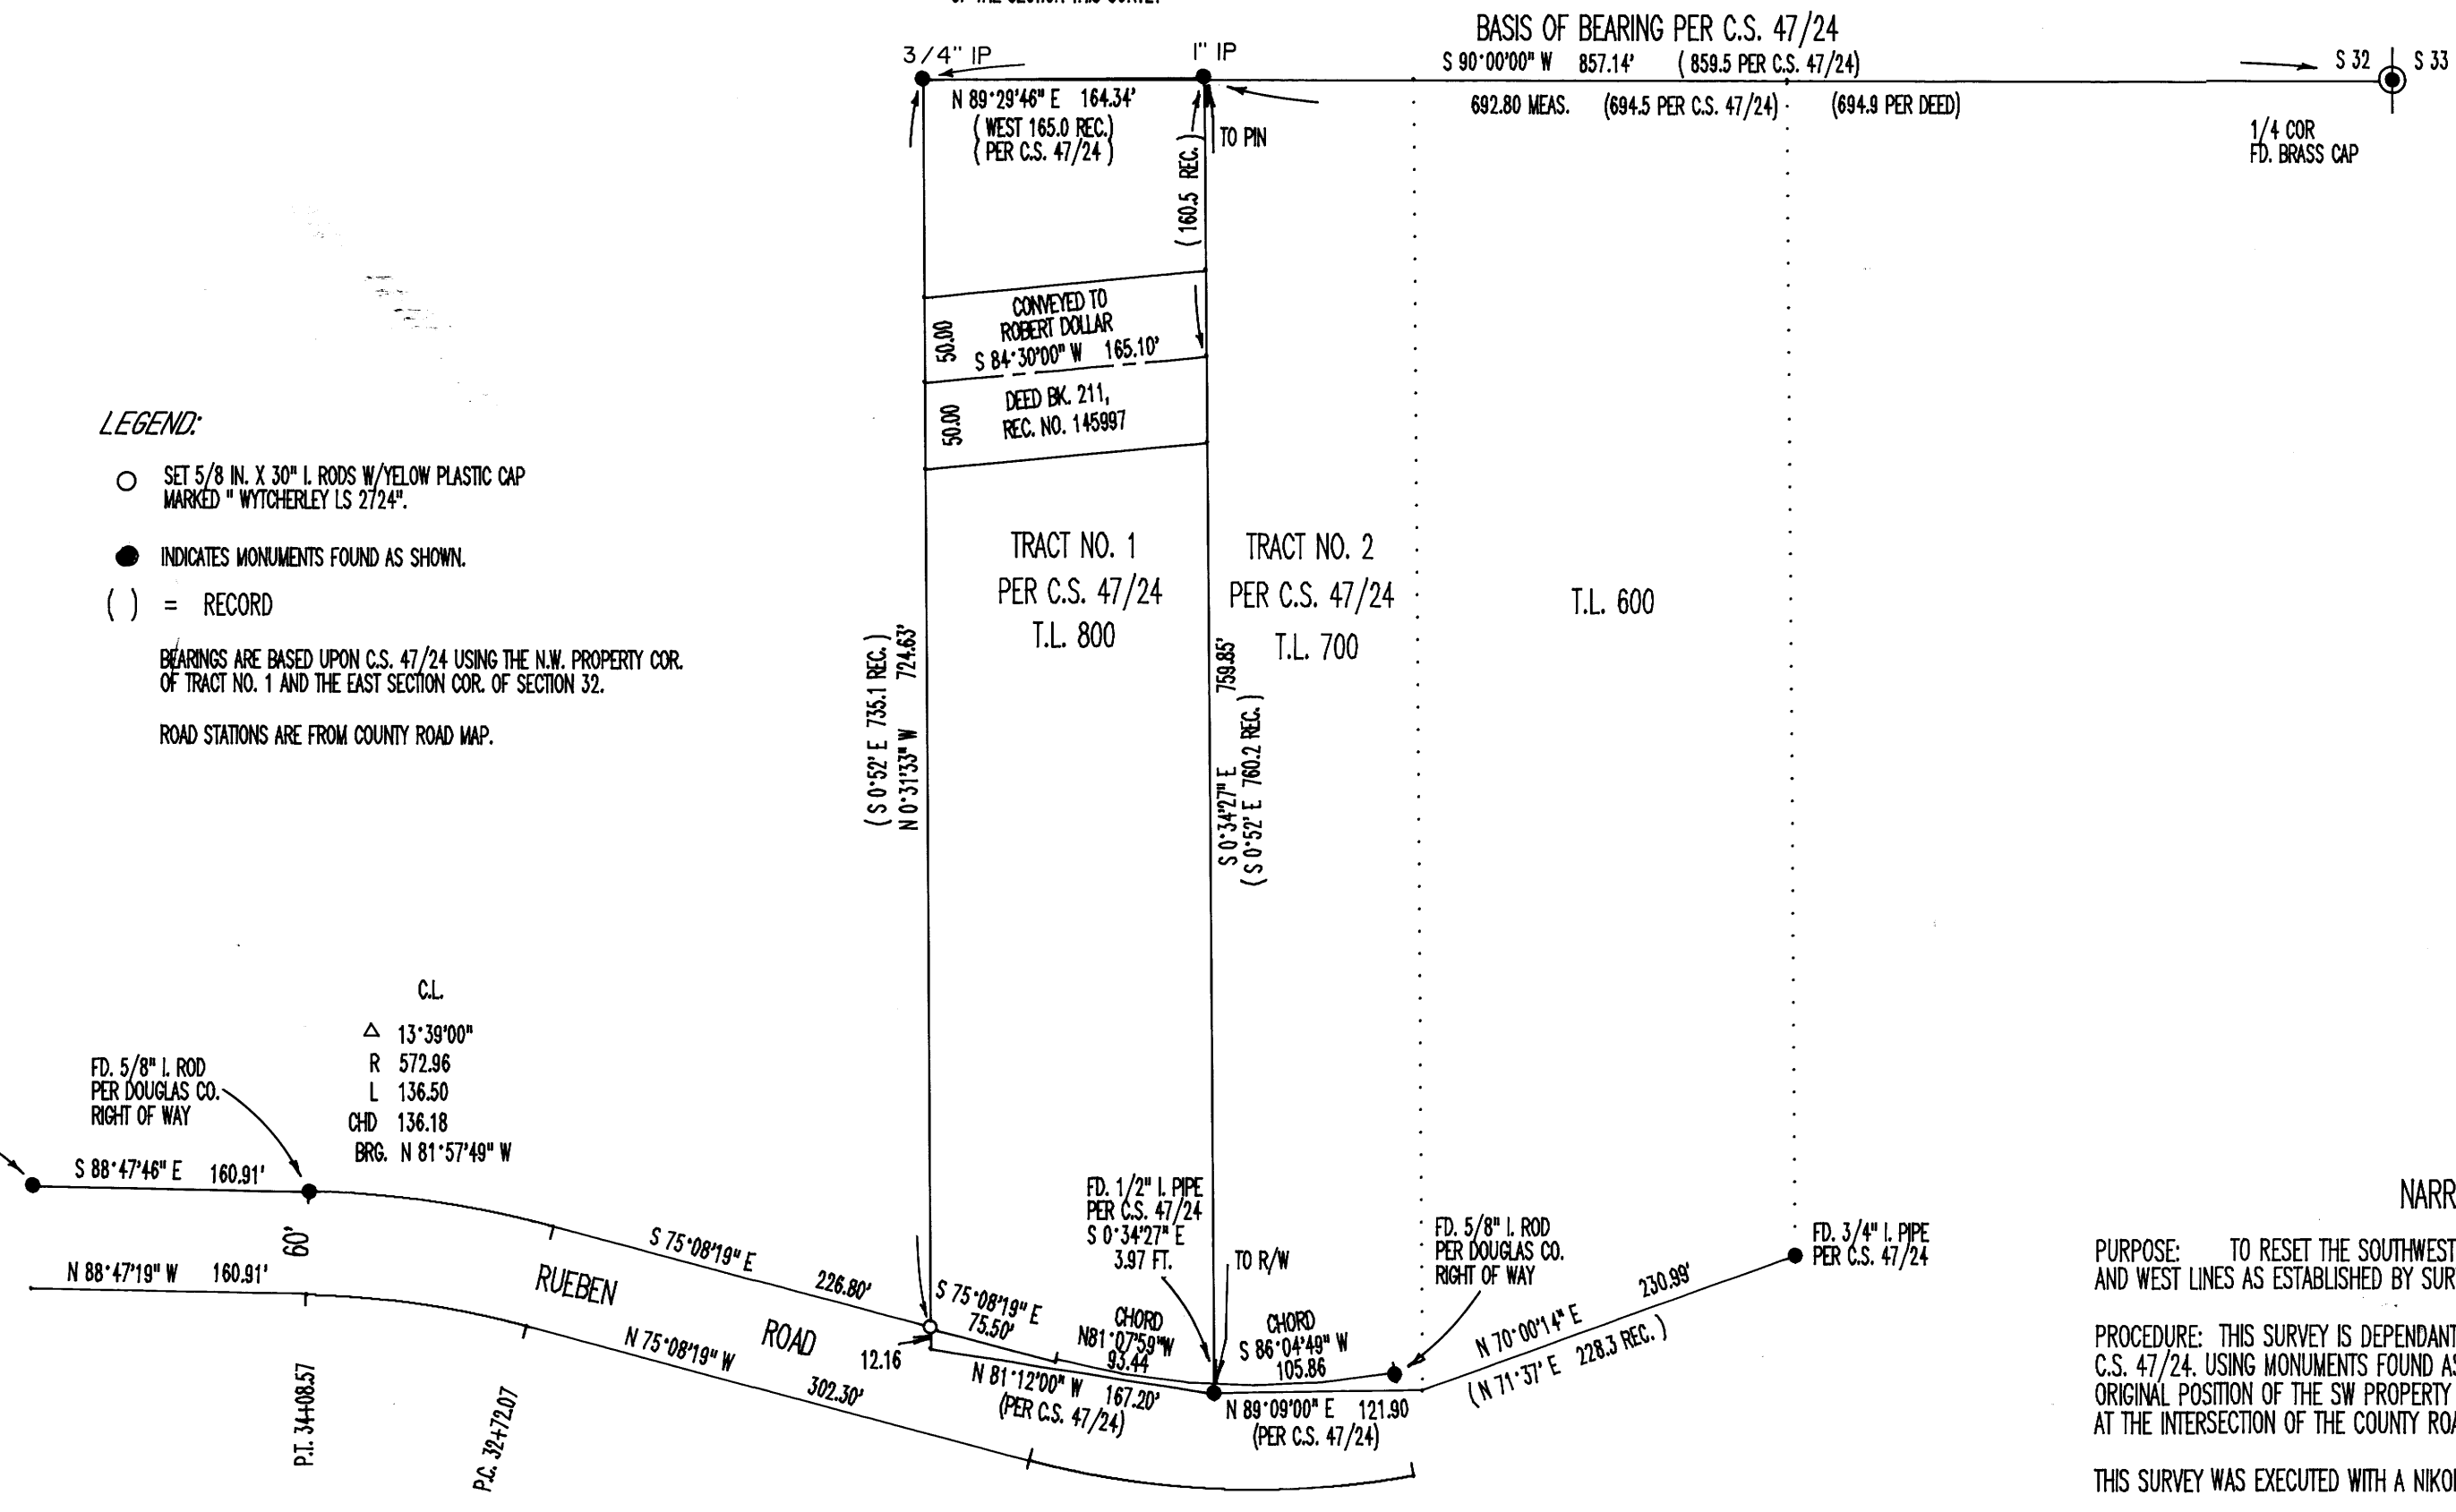 BASIS OF BEARING PER C.S. 47/24
S 90°00'00" W 857.14' ( 859.5 PER C.S. 47/24)
692.80 MEAS. (694.5 PER C.S. 47/24) (694.9 PER DEED)
S 32
S 33
1/4 COR
FD. BRASS CAP
3/4" IP
1" IP
N 89°29'46" E 164.34'
( WEST 165.0 REC.)
( PER C.S. 47/24 )
TO PIN
( 160.5 REC. )
CONVEYED TO
ROBERT DOLLAR
S 84°30'00" W 165.10'
DEED BK. 211,
REC. NO. 145997
50.00
50.00
LEGEND:
SET 5/8 IN. X 30" I. RODS W/YELOW PLASTIC CAP
MARKED " WYTCHERLEY LS 2724".
INDICATES MONUMENTS FOUND AS SHOWN.
( ) = RECORD
BEARINGS ARE BASED UPON C.S. 47/24 USING THE N.W. PROPERTY COR.
OF TRACT NO. 1 AND THE EAST SECTION COR. OF SECTION 32.
ROAD STATIONS ARE FROM COUNTY ROAD MAP.
TRACT NO. 1
PER C.S. 47/24
T.L. 800
TRACT NO. 2
PER C.S. 47/24
T.L. 700
T.L. 600
( S 0°52' E 735.1 REC. )
N 0°31'33" W 724.63'
S 0°34'27" E 759.85'
( S 0°52' E 760.2 REC. )
C.L.
△ 13°39'00"
R 572.96
L 136.50
CHD 136.18
BRG. N 81°57'49" W
FD. 5/8" I. ROD
PER DOUGLAS CO.
RIGHT OF WAY
S 88°47'46" E 160.91'
60'
N 88°47'19" W 160.91'
P.T. 34+08.57
P.C. 32+72.07
S 75°08'19" E 226.80'
RUEBEN ROAD
N 75°08'19" W 302.30'
12.16
S 75°08'19" E
75.50'
CHORD
N81°07'59"W
93.44
N 81°12'00" W 167.20'
(PER C.S. 47/24)
FD. 1/2" I. PIPE
PER C.S. 47/24
S 0°34'27" E
3.97 FT.
TO R/W
CHORD
S 86°04'49" W
105.86
N 89°09'00" E 121.90
(PER C.S. 47/24)
FD. 5/8" I. ROD
PER DOUGLAS CO.
RIGHT OF WAY
N 70°00'14" E 230.99'
( N 71°37' E 228.3 REC. )
FD. 3/4" I. PIPE
PER C.S. 47/24
NARR
PURPOSE: TO RESET THE SOUTHWEST
AND WEST LINES AS ESTABLISHED BY SUR
PROCEDURE: THIS SURVEY IS DEPENDANT
C.S. 47/24. USING MONUMENTS FOUND AS
ORIGINAL POSITION OF THE SW PROPERTY
AT THE INTERSECTION OF THE COUNTY ROA
THIS SURVEY WAS EXECUTED WITH A NIKO